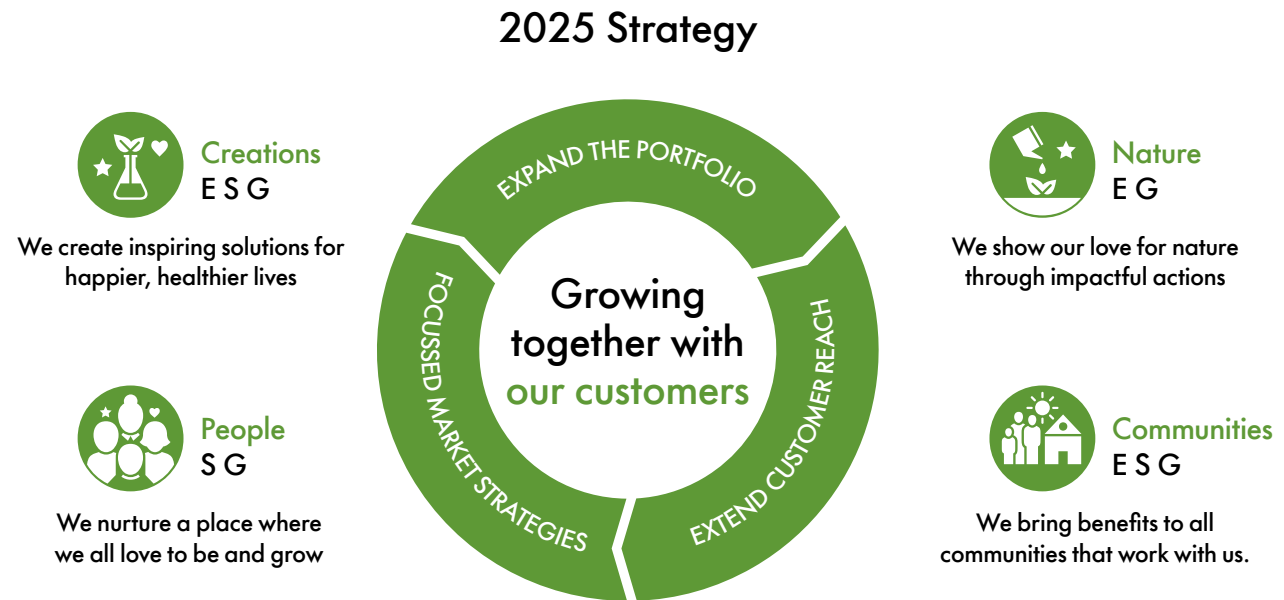 2025 Strategy
Creations
E S G
We create inspiring solutions for
happier, healthier lives
People
S G
We nurture a place where
we all love to be and grow
EXPAND THE PORTFOLIO
EXTEND CUSTOMER REACH
FOCUSSED MARKET STRATEGIES
Growing
together with
our customers
Nature
E G
We show our love for nature
through impactful actions
Communities
E S G
We bring benefits to all
communities that work with us.